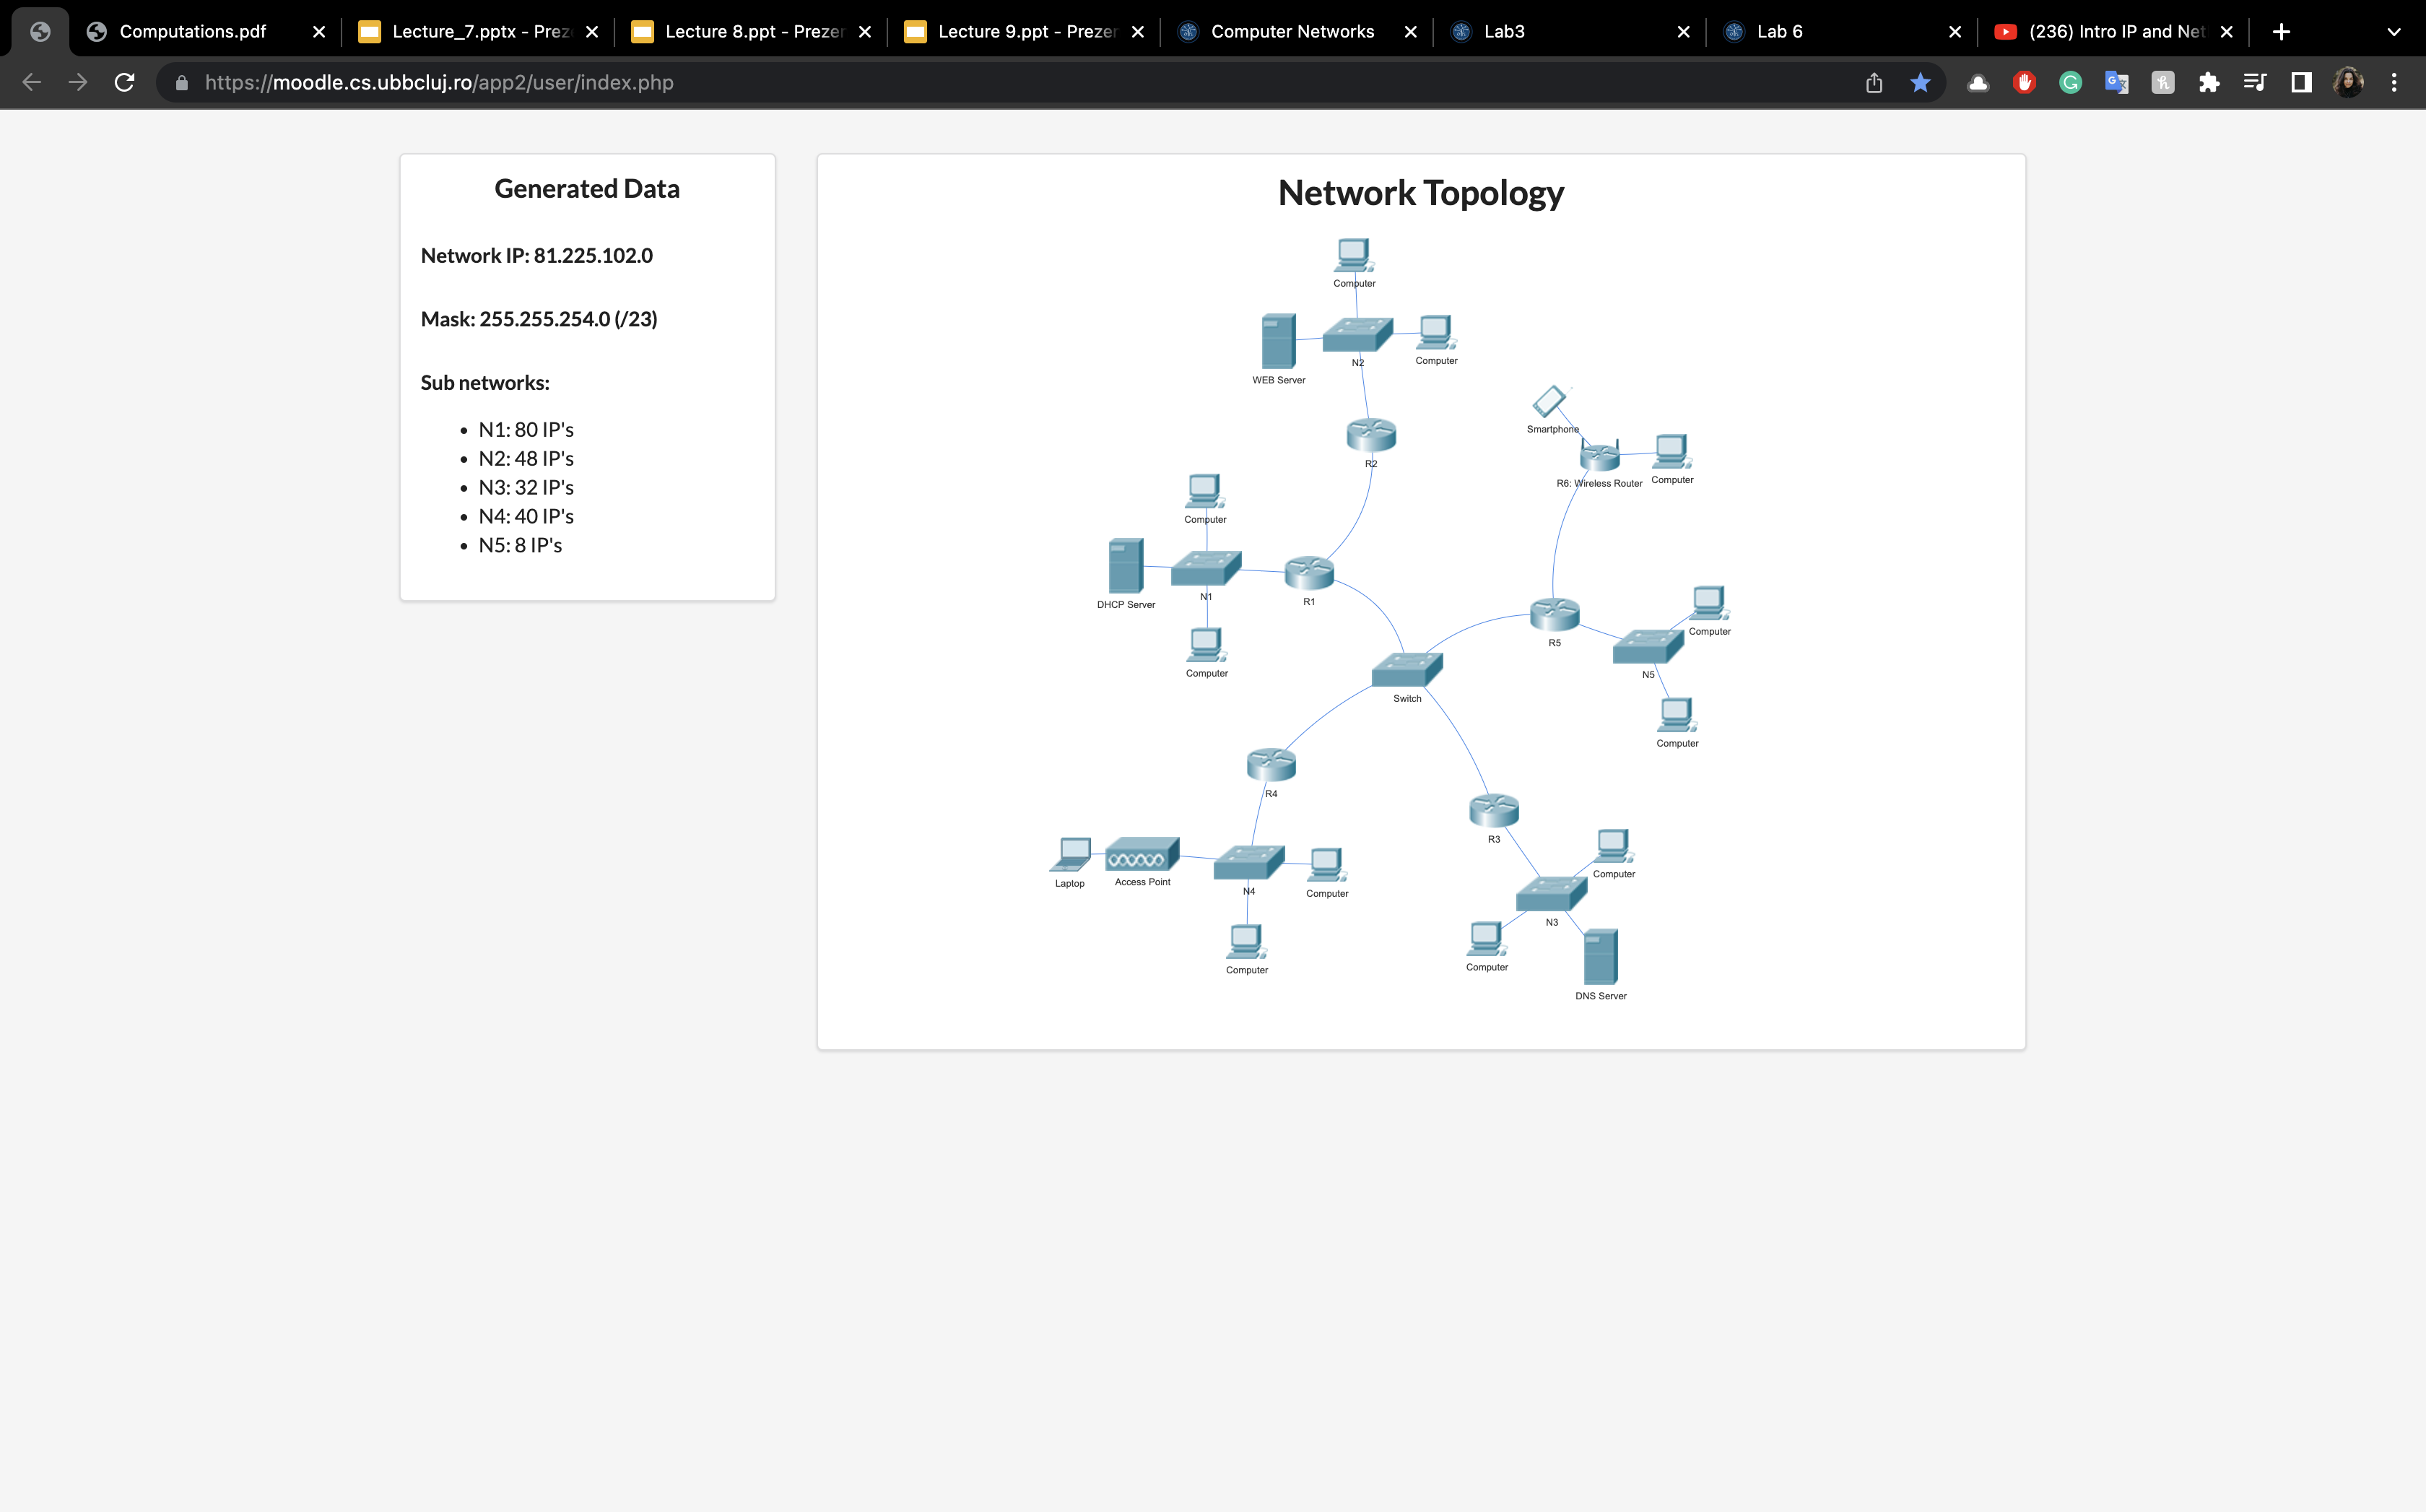 Computations.pdf
Lecture_7.pptx - Prez
Lecture 8.ppt - Prezer
Lecture 9.ppt - Prezer
Computer Networks
Lab3
Lab 6
(236) Intro IP and Net
https://moodle.cs.ubbcluj.ro/app2/user/index.php
Generated Data
Network IP: 81.225.102.0
Mask: 255.255.254.0 (/23)
Sub networks:
• N1: 80 IP's
• N2: 48 IP's
• N3: 32 IP's
• N4: 40 IP's
• N5: 8 IP's
Network Topology
Computer
WEB Server
N2
Computer
Smartphone
R2
R6: Wireless Router
Computer
Computer
DHCP Server
N1
R1
Computer
R5
Computer
N5
Computer
Switch
R4
R3
Laptop
Access Point
N4
Computer
Computer
Computer
N3
Computer
DNS Server